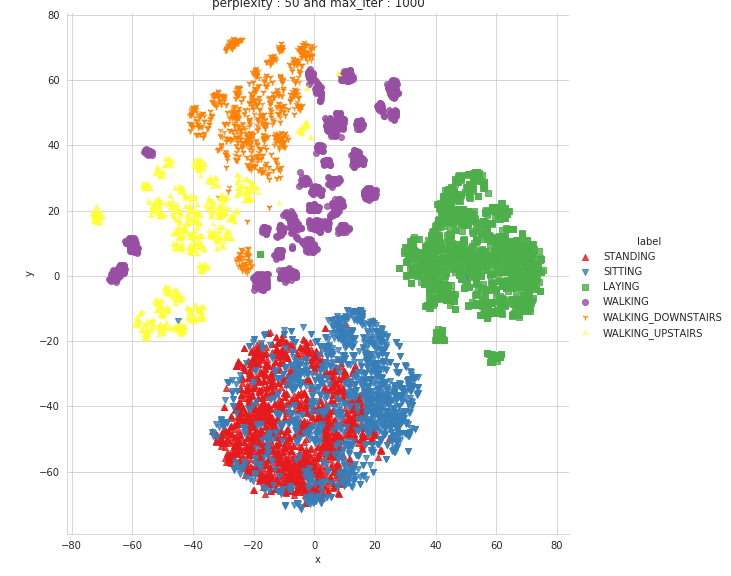 perplexity : 50 and max_iter : 1000
80
60
40
20
0
−20
−40
−60
y
−80
−60
−40
−20
0
20
40
60
80
x
label
STANDING
SITTING
LAYING
WALKING
WALKING_DOWNSTAIRS
WALKING_UPSTAIRS